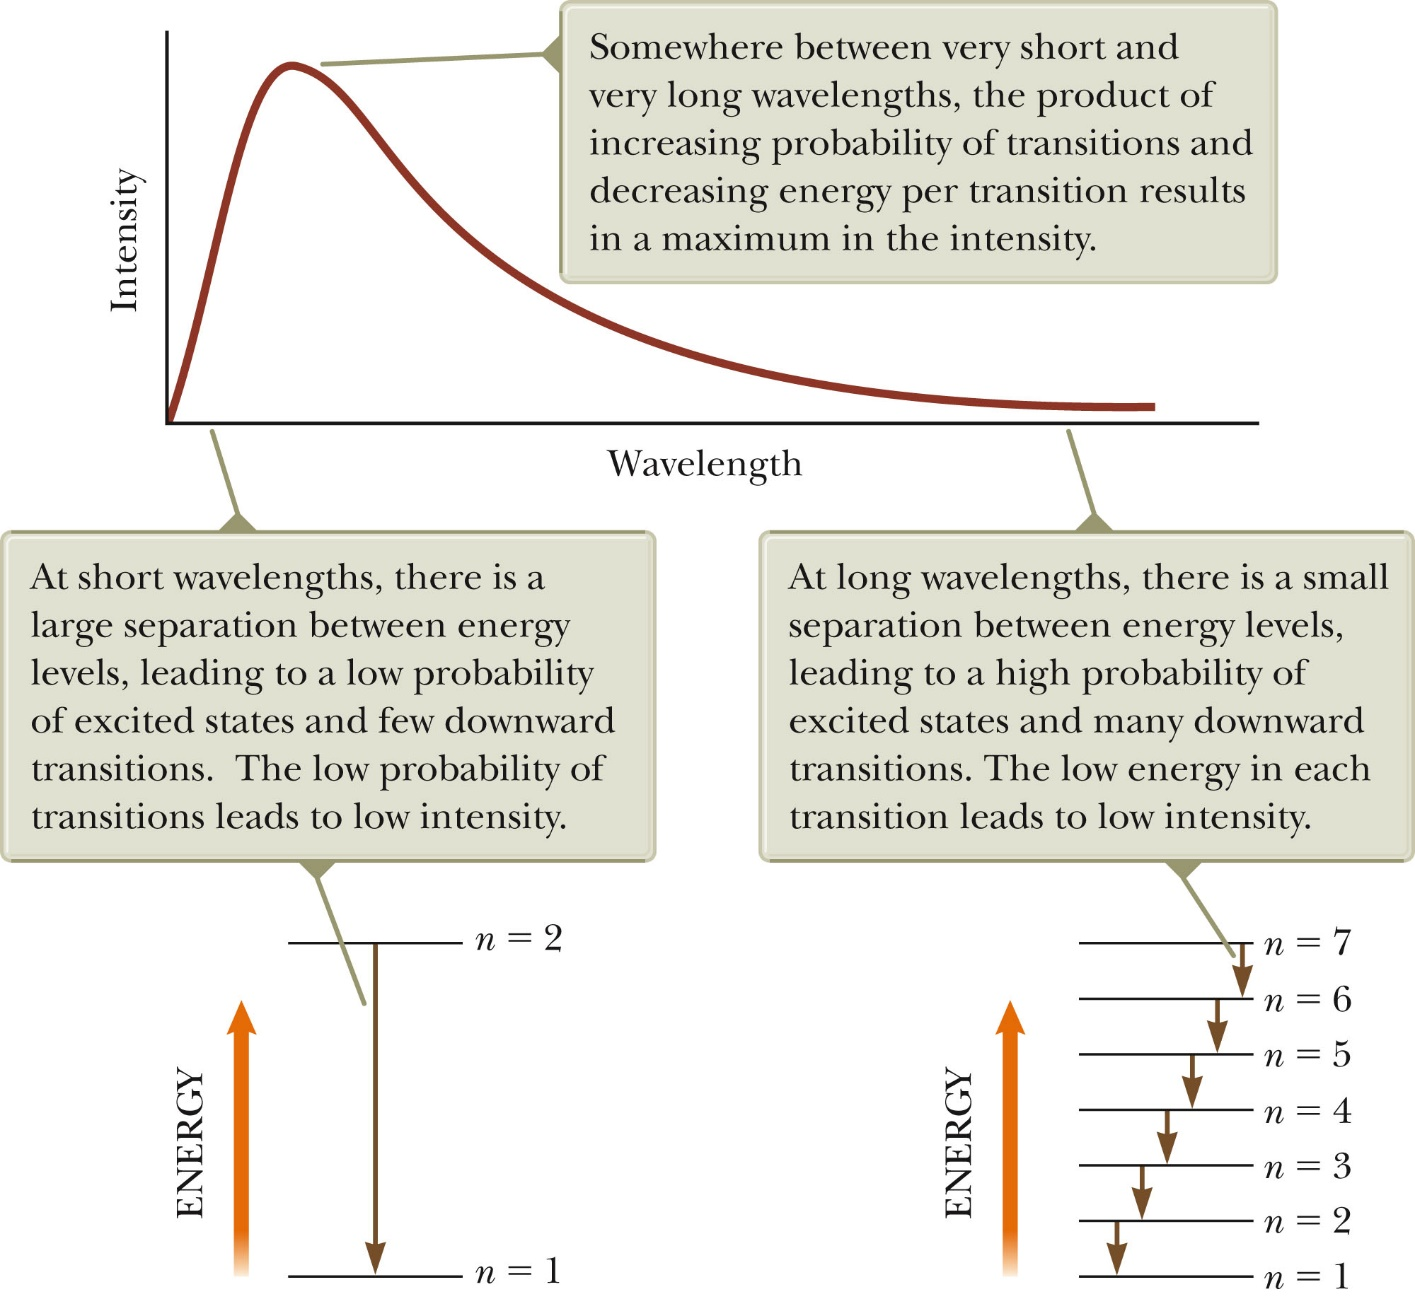 Somewhere between very short and
very long wavelengths, the product of
increasing probability of transitions and
decreasing energy per transition results
in a maximum in the intensity.
Intensity
Wavelength
At short wavelengths, there is a
large separation between energy
levels, leading to a low probability
of excited states and few downward
transitions.  The low probability of
transitions leads to low intensity.
At long wavelengths, there is a small
separation between energy levels,
leading to a high probability of
excited states and many downward
transitions. The low energy in each
transition leads to low intensity.
n = 2
ENERGY
n = 1
n = 7
n = 6
n = 5
n = 4
n = 3
n = 2
n = 1
ENERGY